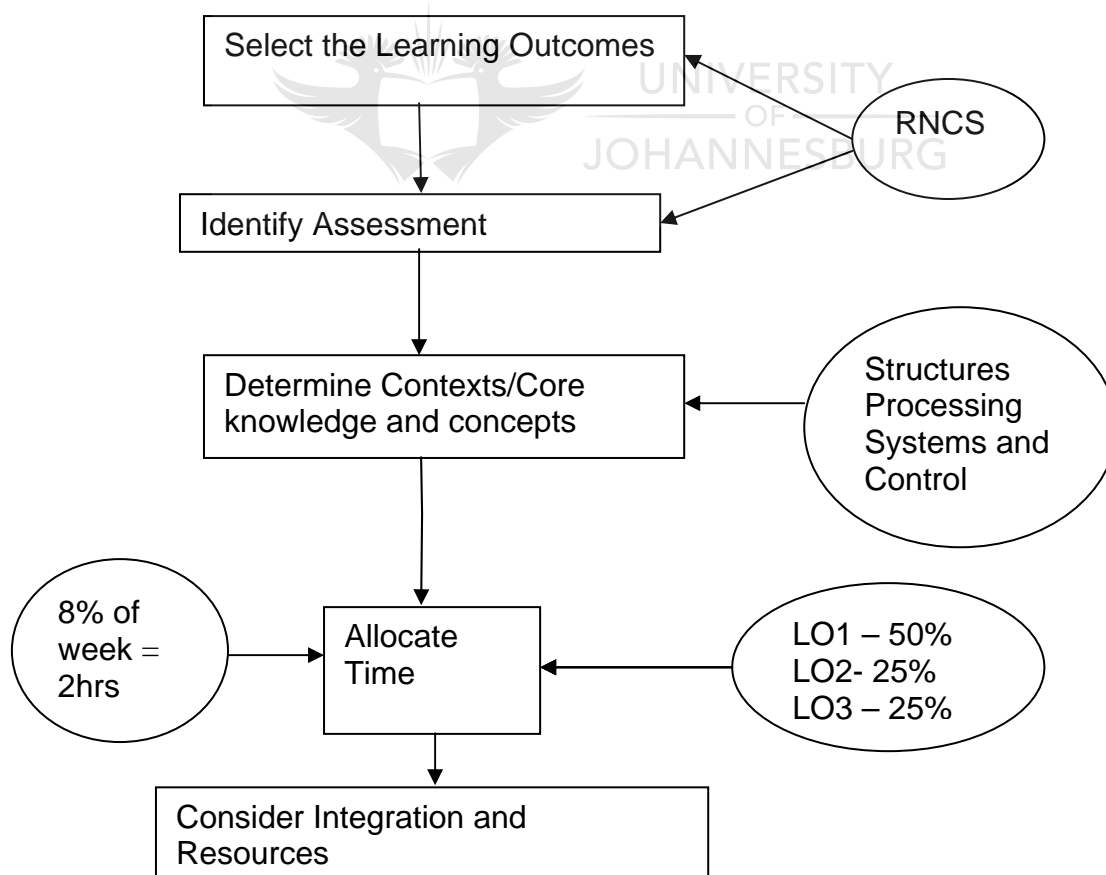 Select the Learning Outcomes
UNIVERSITY
OF
JOHANNESBURG
RNCS
Identify Assessment
Determine Contexts/Core
knowledge and concepts
Structures
Processing
Systems and
Control
8% of
week =
2hrs
Allocate
Time
LO1 – 50%
LO2- 25%
LO3 – 25%
Consider Integration and
Resources